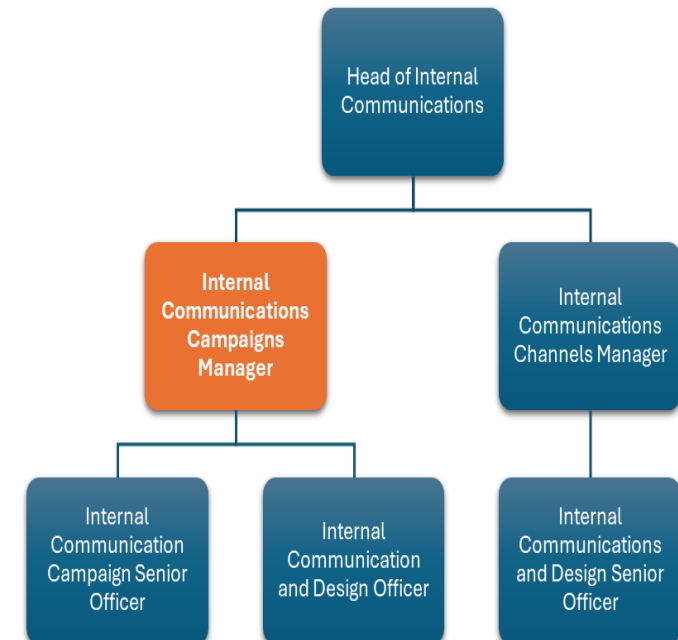 Head of Internal
Communications
Internal
Communications
Campaigns
Manager
Internal
Communications
Channels Manager
Internal
Communication
Campaign Senior
Officer
Internal
Communication
and Design Officer
Internal
Communications
and Design Senior
Officer